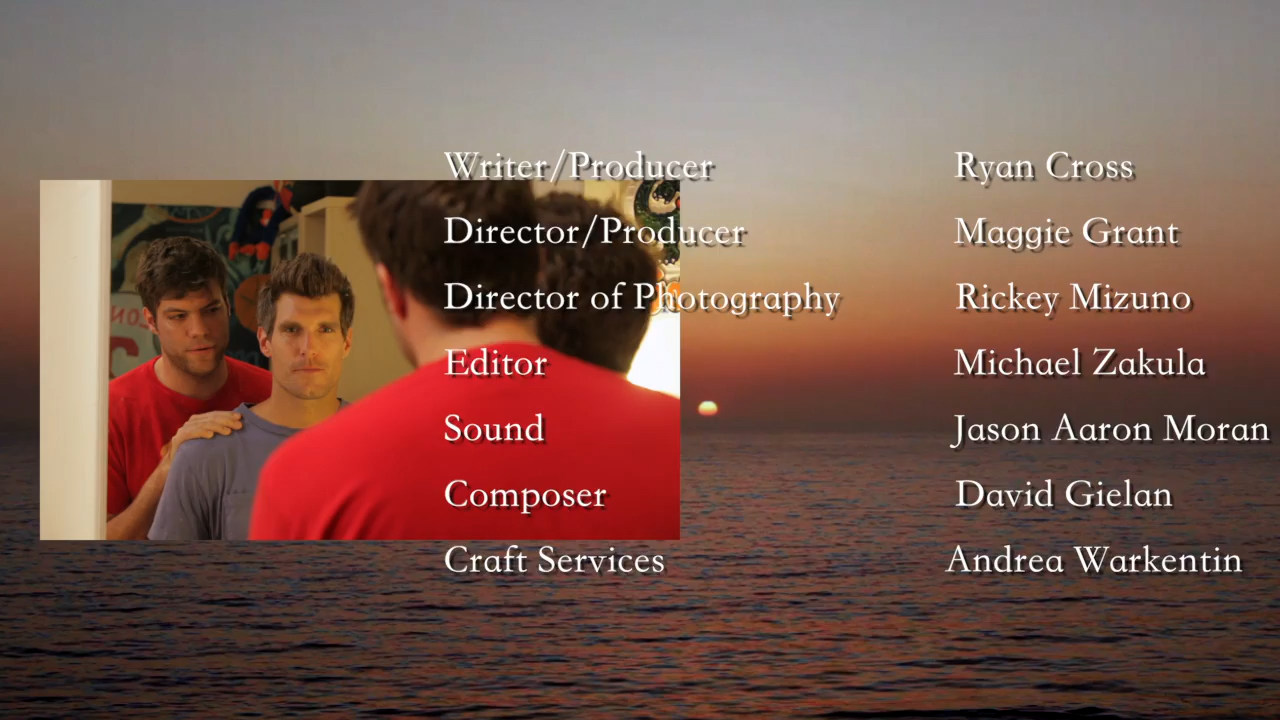 Writer/Producer Ryan Cross
Director/Producer Maggie Grant
Director of Photography Rickey Mizuno
Editor Michael Zakula
Sound Jason Aaron Moran
Composer David Gielan
Craft Services Andrea Warkentin